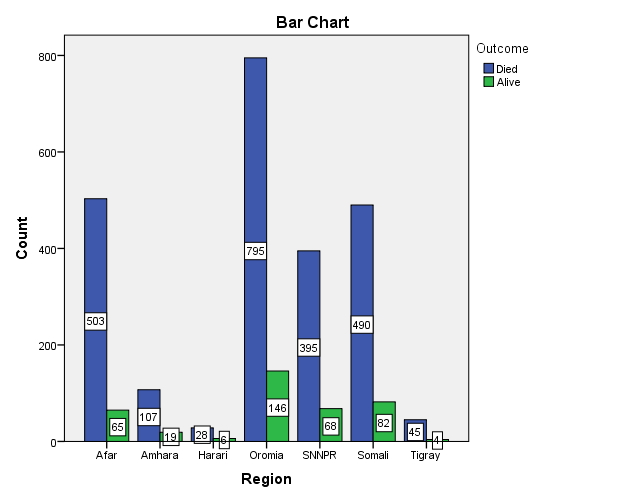 Bar Chart
Outcome
Died
Alive
Count
800
600
400
200
0
503
65
107
19
28
6
795
146
395
68
490
82
45
4
Afar
Amhara
Harari
Oromia
SNNPR
Somali
Tigray
Region